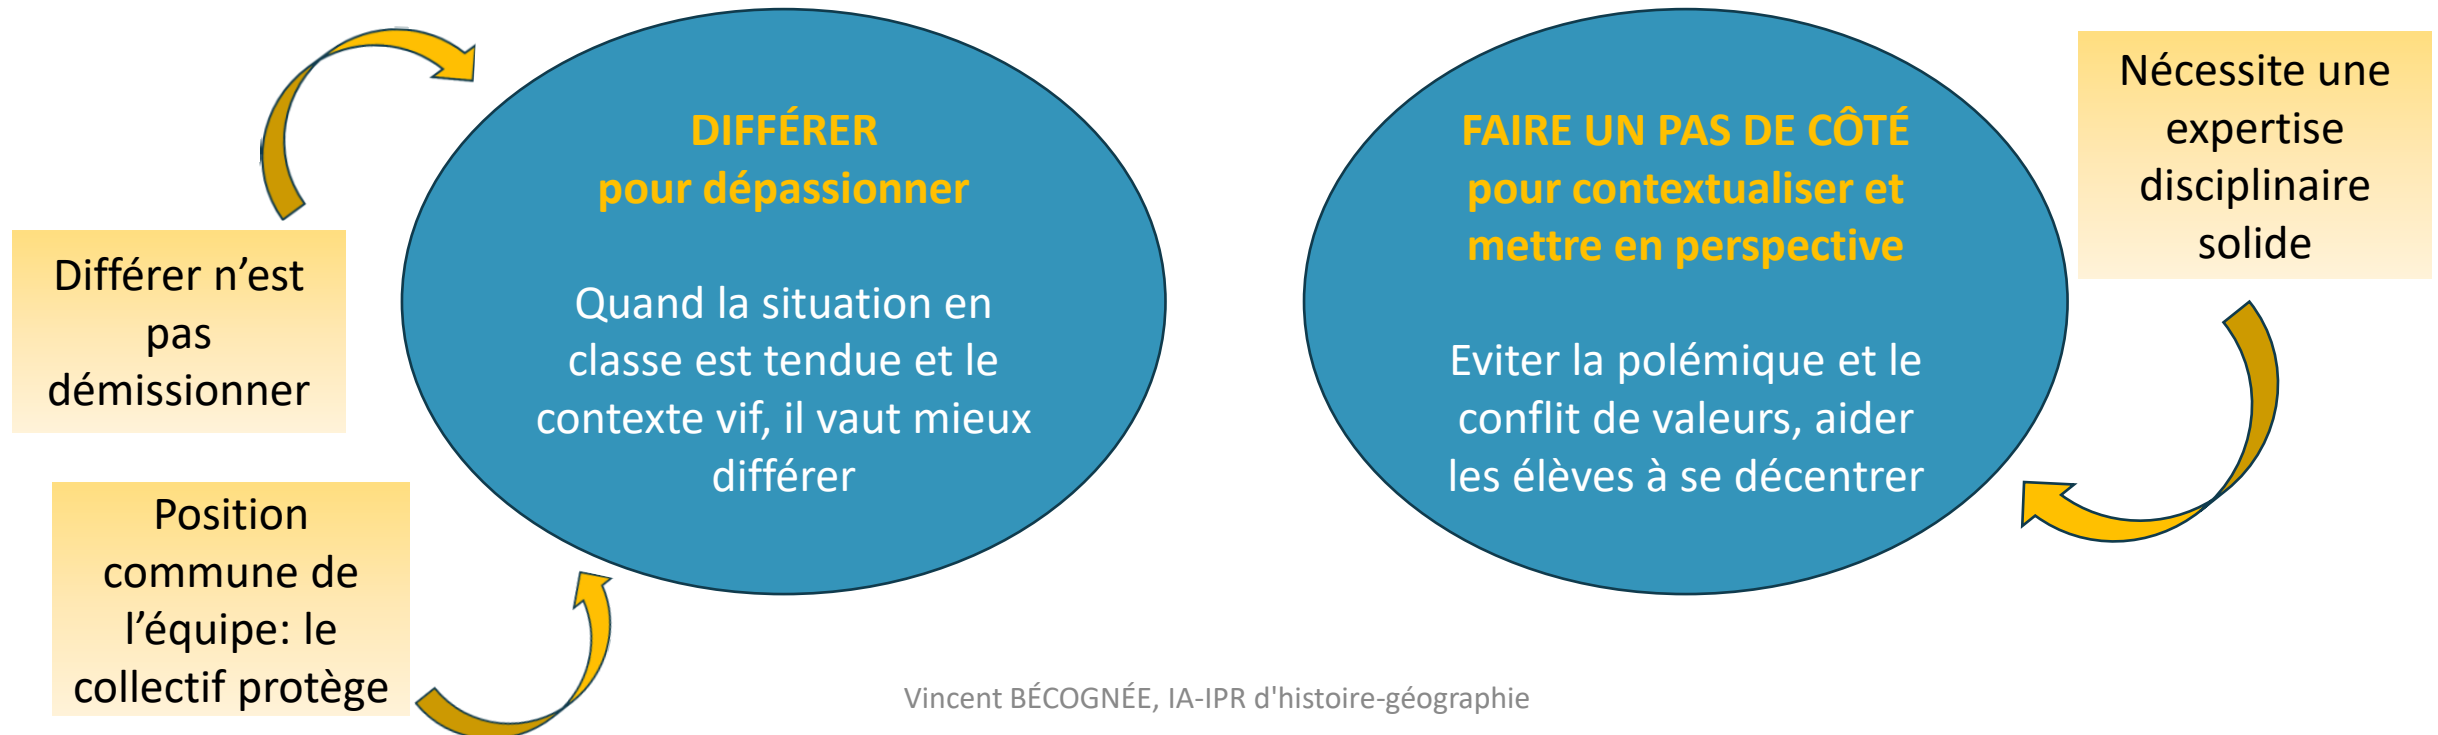 Différer n’est
pas
démissionner
Position
commune de
l’équipe: le
collectif protège
DIFFÉRER
pour dépassionner
Quand la situation en
classe est tendue et le
contexte vif, il vaut mieux
différer
FAIRE UN PAS DE CÔTÉ
pour contextualiser et
mettre en perspective
Eviter la polémique et le
conflit de valeurs, aider
les élèves à se décentrer
Nécessite une
expertise
disciplinaire
solide
Vincent BÉCOGNÉE, IA-IPR d'histoire-géographie